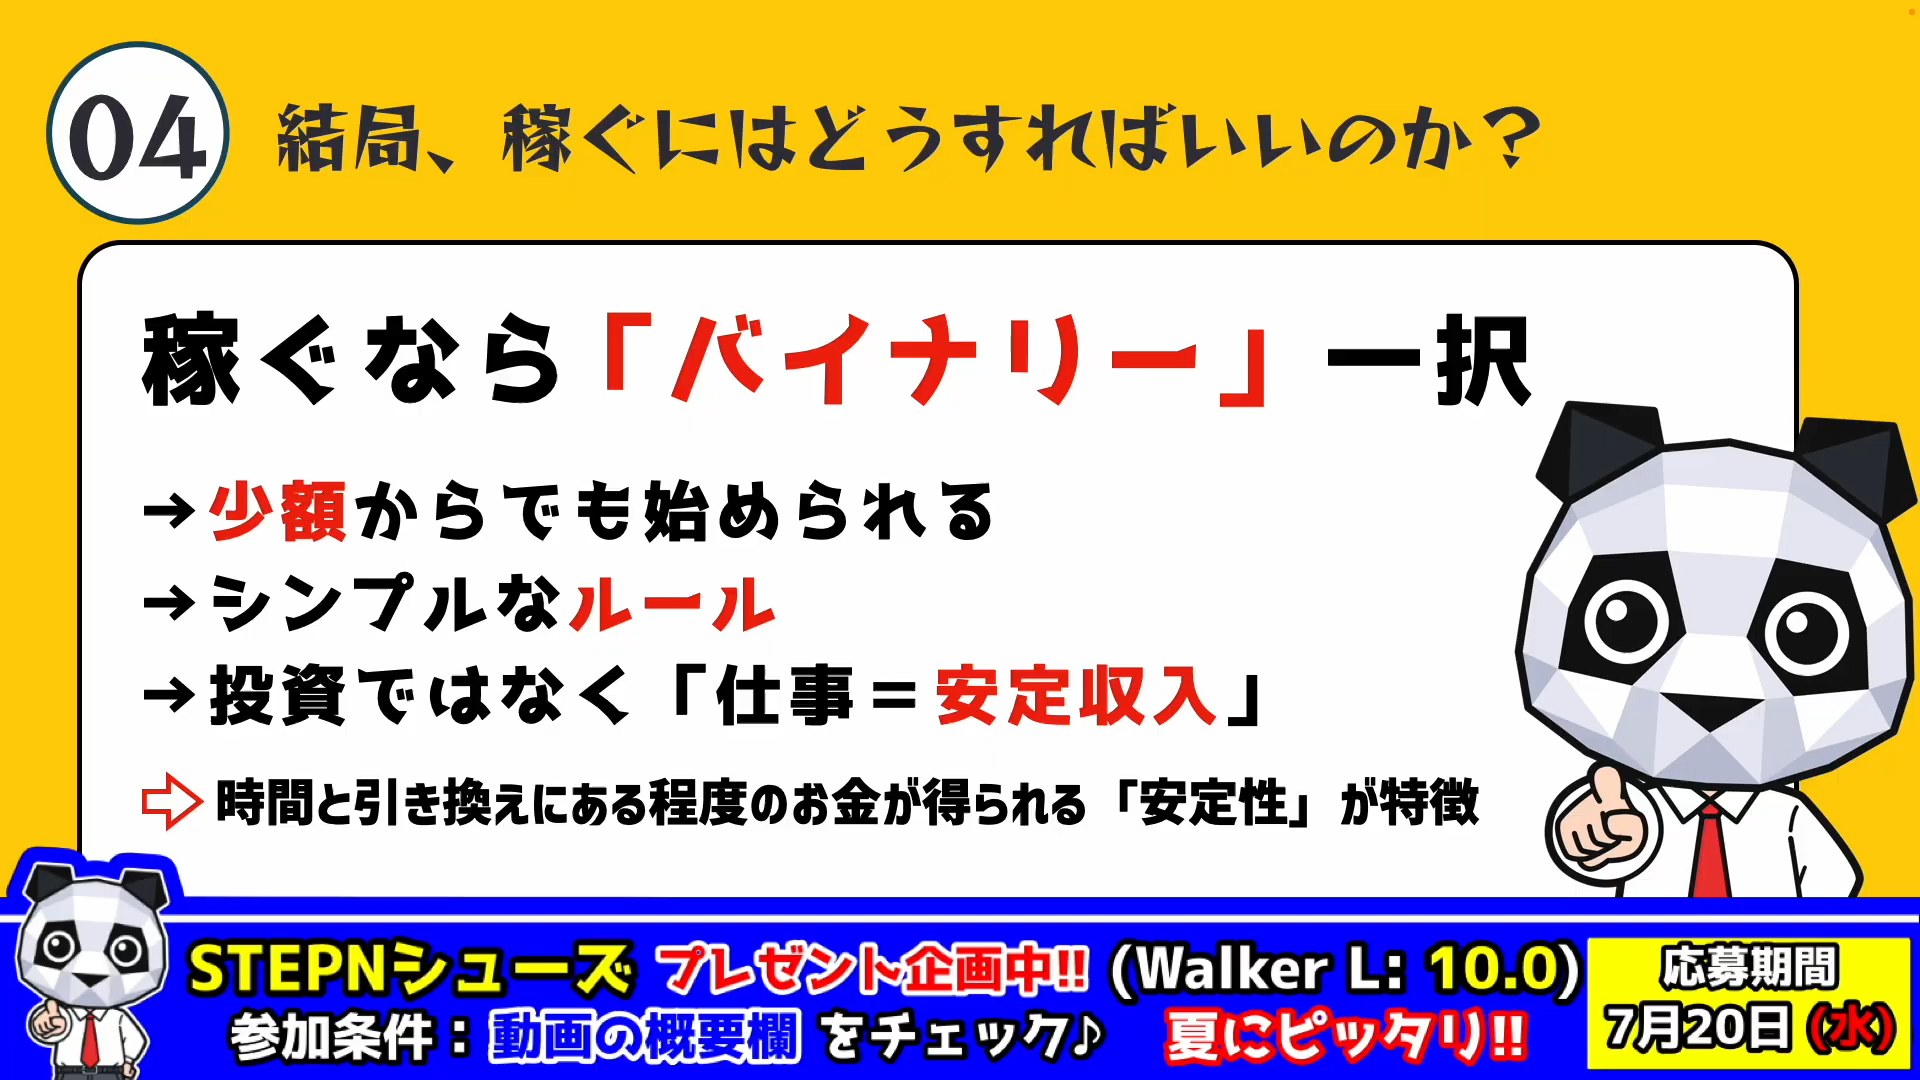 04
結局、稼ぐにはどうすればいいのか？
稼ぐなら「バイナリー」一択
→少額からでも始められる
→シンプルなルール
→投資ではなく「仕事＝安定収入」
⇨時間と引き換えにある程度のお金が得られる「安定性」が特徴
STEPNシューズ プレゼント企画中!! (Walker L: 10.0)
参加条件：動画の概要欄 をチェック♪ 夏にピッタリ!!
応募期間
7月20日（水）